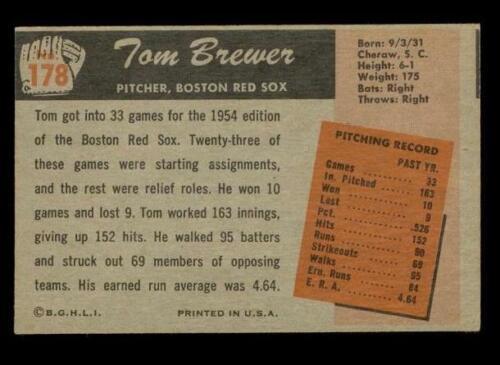 No.
178
Tom Brewer
PITCHER, BOSTON RED SOX
Born: 9/3/31
Cheraw, S. C.
Height: 6-1
Weight: 175
Bats: Right
Throws: Right
Tom got into 33 games for the 1954 edition
of the Boston Red Sox. Twenty-three of
these games were starting assignments,
and the rest were relief roles. He won 10
games and lost 9. Tom worked 163 innings,
giving up 152 hits. He walked 95 batters
and struck out 69 members of opposing
teams. His earned run average was 4.64.
PITCHING RECORD
PAST YR.
Games 33
In. Pitched 163
Won 10
Lost 9
Pct. .526
Hits 152
Runs 90
Strikeouts 69
Walks 95
Ern. Runs 84
E. R. A. 4.64
©B.G.H.L.I. PRINTED IN U.S.A.